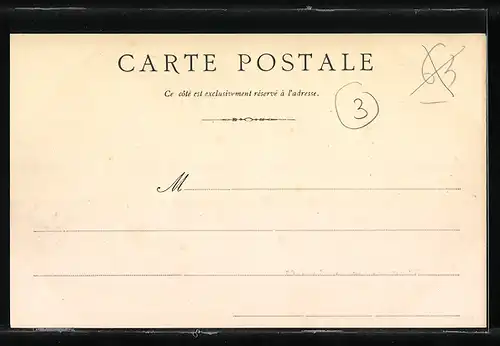 CARTE POSTALE
Ce côté est exclusivement réservé à l'adresse.
3
M